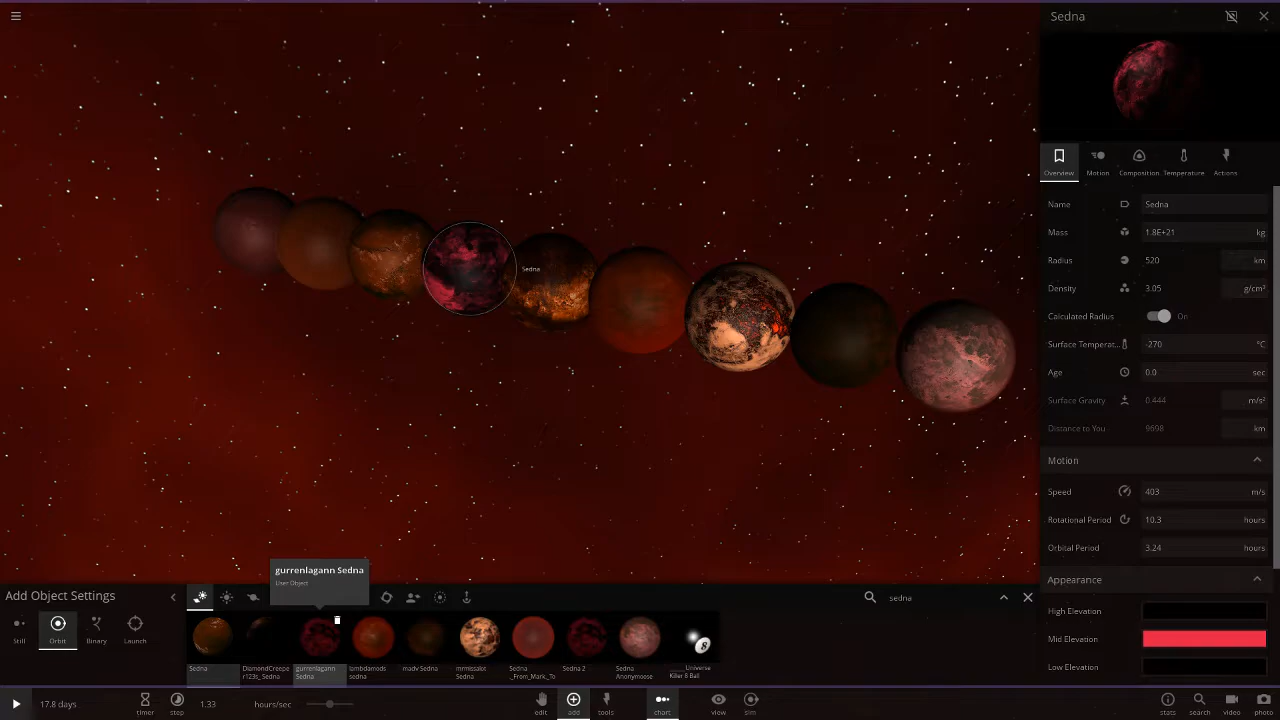 Sedna
Overview
Motion
Composition
Temperature
Actions
Name
Sedna
Mass
1.8E+21
kg
Radius
520
km
Density
3.05
g/cm³
Calculated Radius
On
Surface Temperat...
-270
°C
Age
0.0
sec
Surface Gravity
0.444
m/s²
Distance to You
9698
km
Motion
Speed
403
m/s
Rotational Period
10.3
hours
Orbital Period
3.24
hours
Appearance
High Elevation
Mid Elevation
Low Elevation
Sedna
gurrenlagann Sedna
User Object
Add Object Settings
Still
Orbit
Binary
Launch
sedna
Sedna
DiamondCreepe
r123s_Sedna
gurrenlagann
Sedna
lambdamods
sedna
madv Sedna
mrmissalot
Sedna
Sedna
_From_Mark_To
Sedna 2
Sedna
Anonymoose
8
____Universe
Killer 8 Ball
timer
step
1.33
hours/sec
17.8 days
edit
add
tools
chart
view
sim
stats
search
video
photo